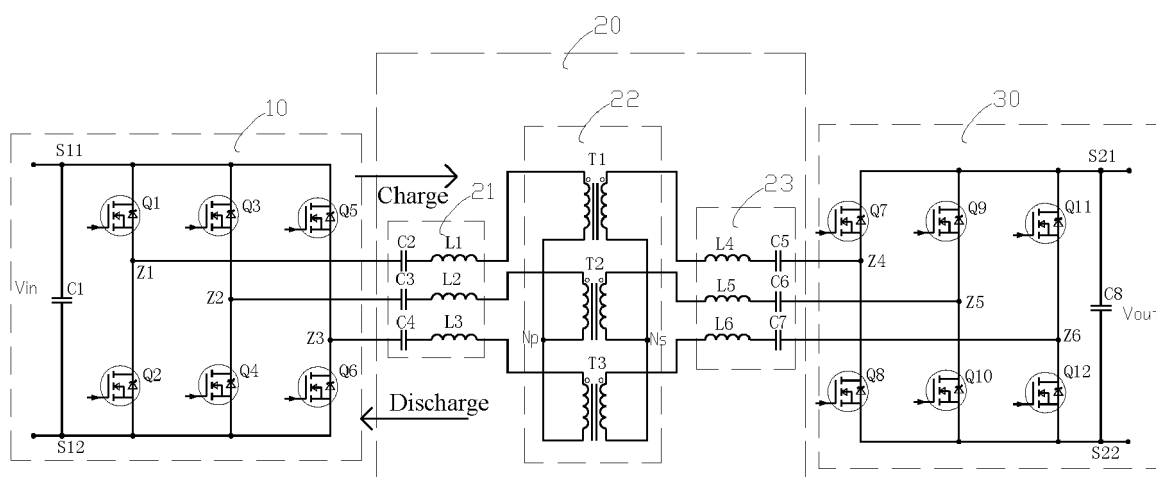 20
10
22
30
S11
T1
S21
Charge
21
23
Q1
Q3
Q5
Q7
Q9
Q11
C2
L1
L4
C5
Z1
Z4
C3
L2
T2
L5
C6
Vin
C1
Z2
Z5
C8
Vout
C4
L3
L6
C7
Z3
Np
Ns
Z6
T3
Q2
Q4
Q6
Q8
Q10
Q12
Discharge
S12
S22